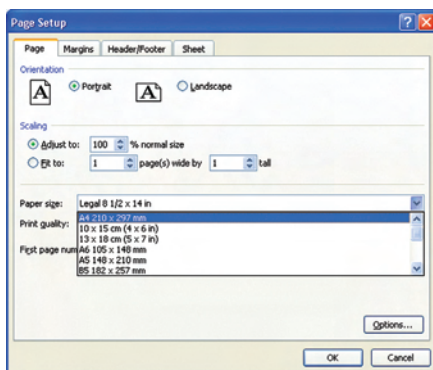 Page Setup
Page Margins Header/Footer Sheet
Orientation
A Portrait A Landscape
Scaling
Adjust to: 100 % normal size
Fit to: 1 page(s) wide by 1 tall
Paper size: Legal 8 1/2 x 14 in
A4 210 x 297 mm
Print quality: 10 x 15 cm (4 x 6 in)
13 x 18 cm (5 x 7 in)
First page num A6 105 x 148 mm
A5 148 x 210 mm
B5 182 x 257 mm
Options...
OK Cancel